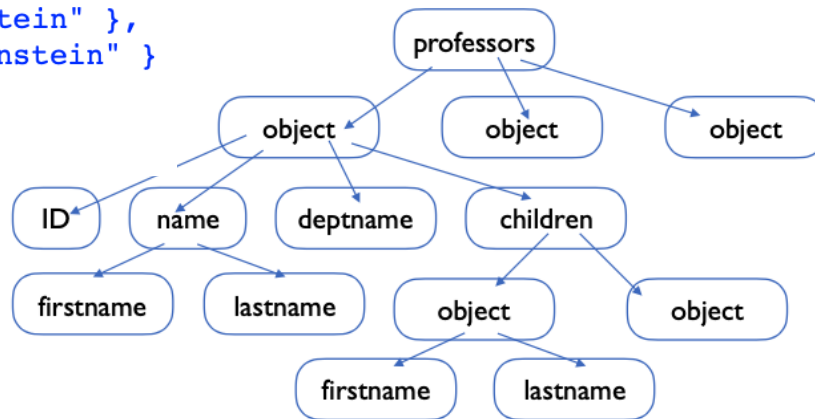 tein" },
nstein" }
professors
object object object
ID name deptname children
firstname lastname object object
firstname lastname